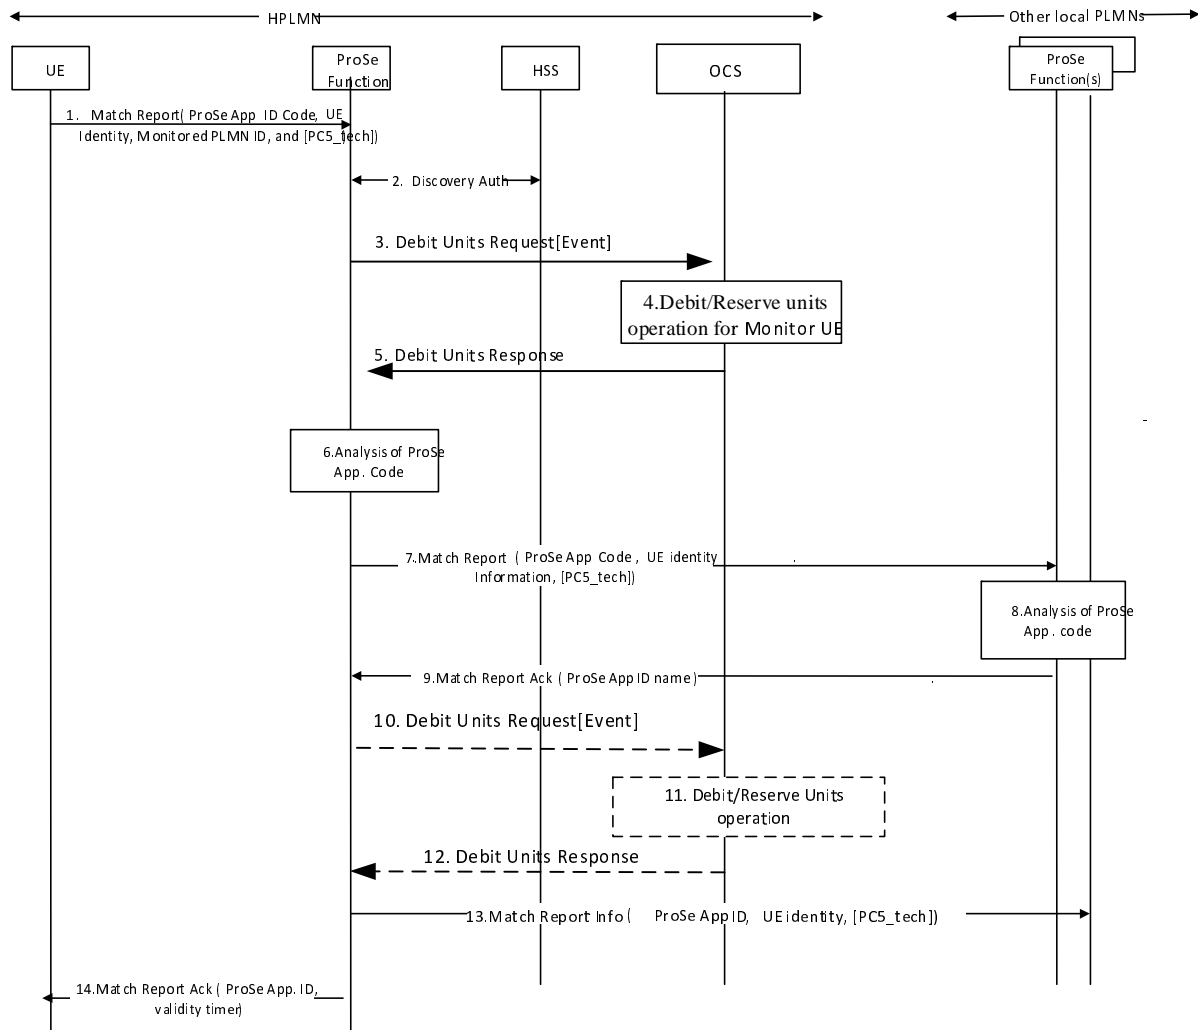 HPLMN
Other local PLMNs
UE
ProSe
Function
HSS
OCS
ProSe
Function(s)
1. Match Report( ProSe App ID Code, UE
Identity, Monitored PLMN ID, and [PC5_tech])
2. Discovery Auth
3. Debit Units Request[Event]
4.Debit/Reserve units
operation for Monitor UE
5. Debit Units Response
6.Analysis of ProSe
App. Code
7.Match Report ( ProSe App Code , UE identity
Information, [PC5_tech])
8.Analysis of ProSe
App. code
9.Match Report Ack ( ProSe App ID name )
10. Debit Units Request[Event]
11. Debit/Reserve Units
operation
12. Debit Units Response
13.Match Report Info ( ProSe App ID, UE identity, [PC5_tech])
14.Match Report Ack ( ProSe App. ID,
validity timer)